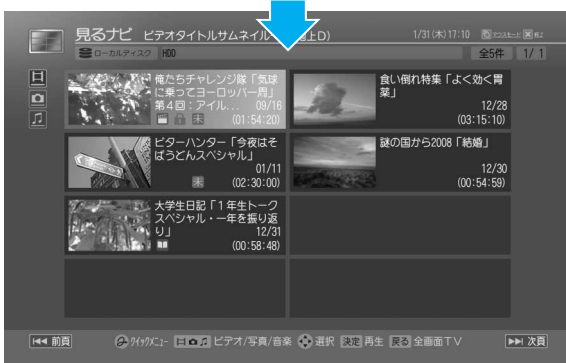 見るナビ ビデオタイトルサムネイル 上D) 1/31(木)17:10
ローカルディスク HDD 全5件 1/ 1
俺たちチャレンジ隊「気球
に乗ってヨーロッパ一周」
第4回：アイル... 09/16
未 (01:54:20)
食い倒れ特集「よく効く胃
薬」
12/28
(03:15:10)
ビターハンター「今夜はそ
ばうどんスペシャル」
01/11
未 (02:30:00)
謎の国から2008「結婚」
12/30
(00:54:59)
大学生日記「1年生トーク
スペシャル・一年を振り返
り」 12/31
(00:58:48)
前頁 クイックメニュー ビデオ/写真/音楽 選択 決定 再生 戻る 全画面TV 次頁